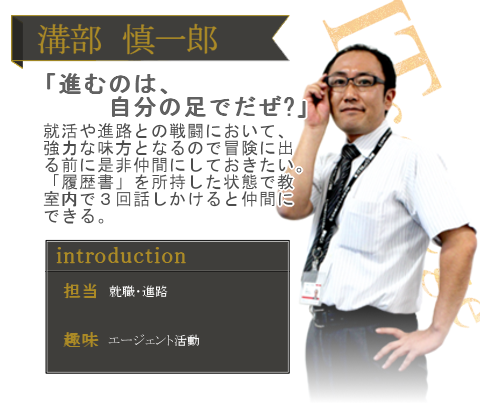 溝部 慎一郎
「進むのは、
自分の足でだぜ?」
就活や進路との戦闘において、
強力な味方となるので冒険に出
る前に是非仲間にしておきたい。
「履歴書」を所持した状態で教
室内で３回話しかけると仲間に
できる。
introduction
担当 就職・進路
趣味 エージェント活動
IT